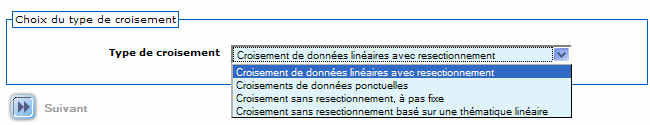 Choix du type de croisement
Type de croisement Croisement de données linéaires avec resectionnement
Croisement de données linéaires avec resectionnement
Croisements de données ponctuelles
Croisement sans resectionnement, à pas fixe
Croisement sans resectionnement basé sur une thématique linéaire
Suivant